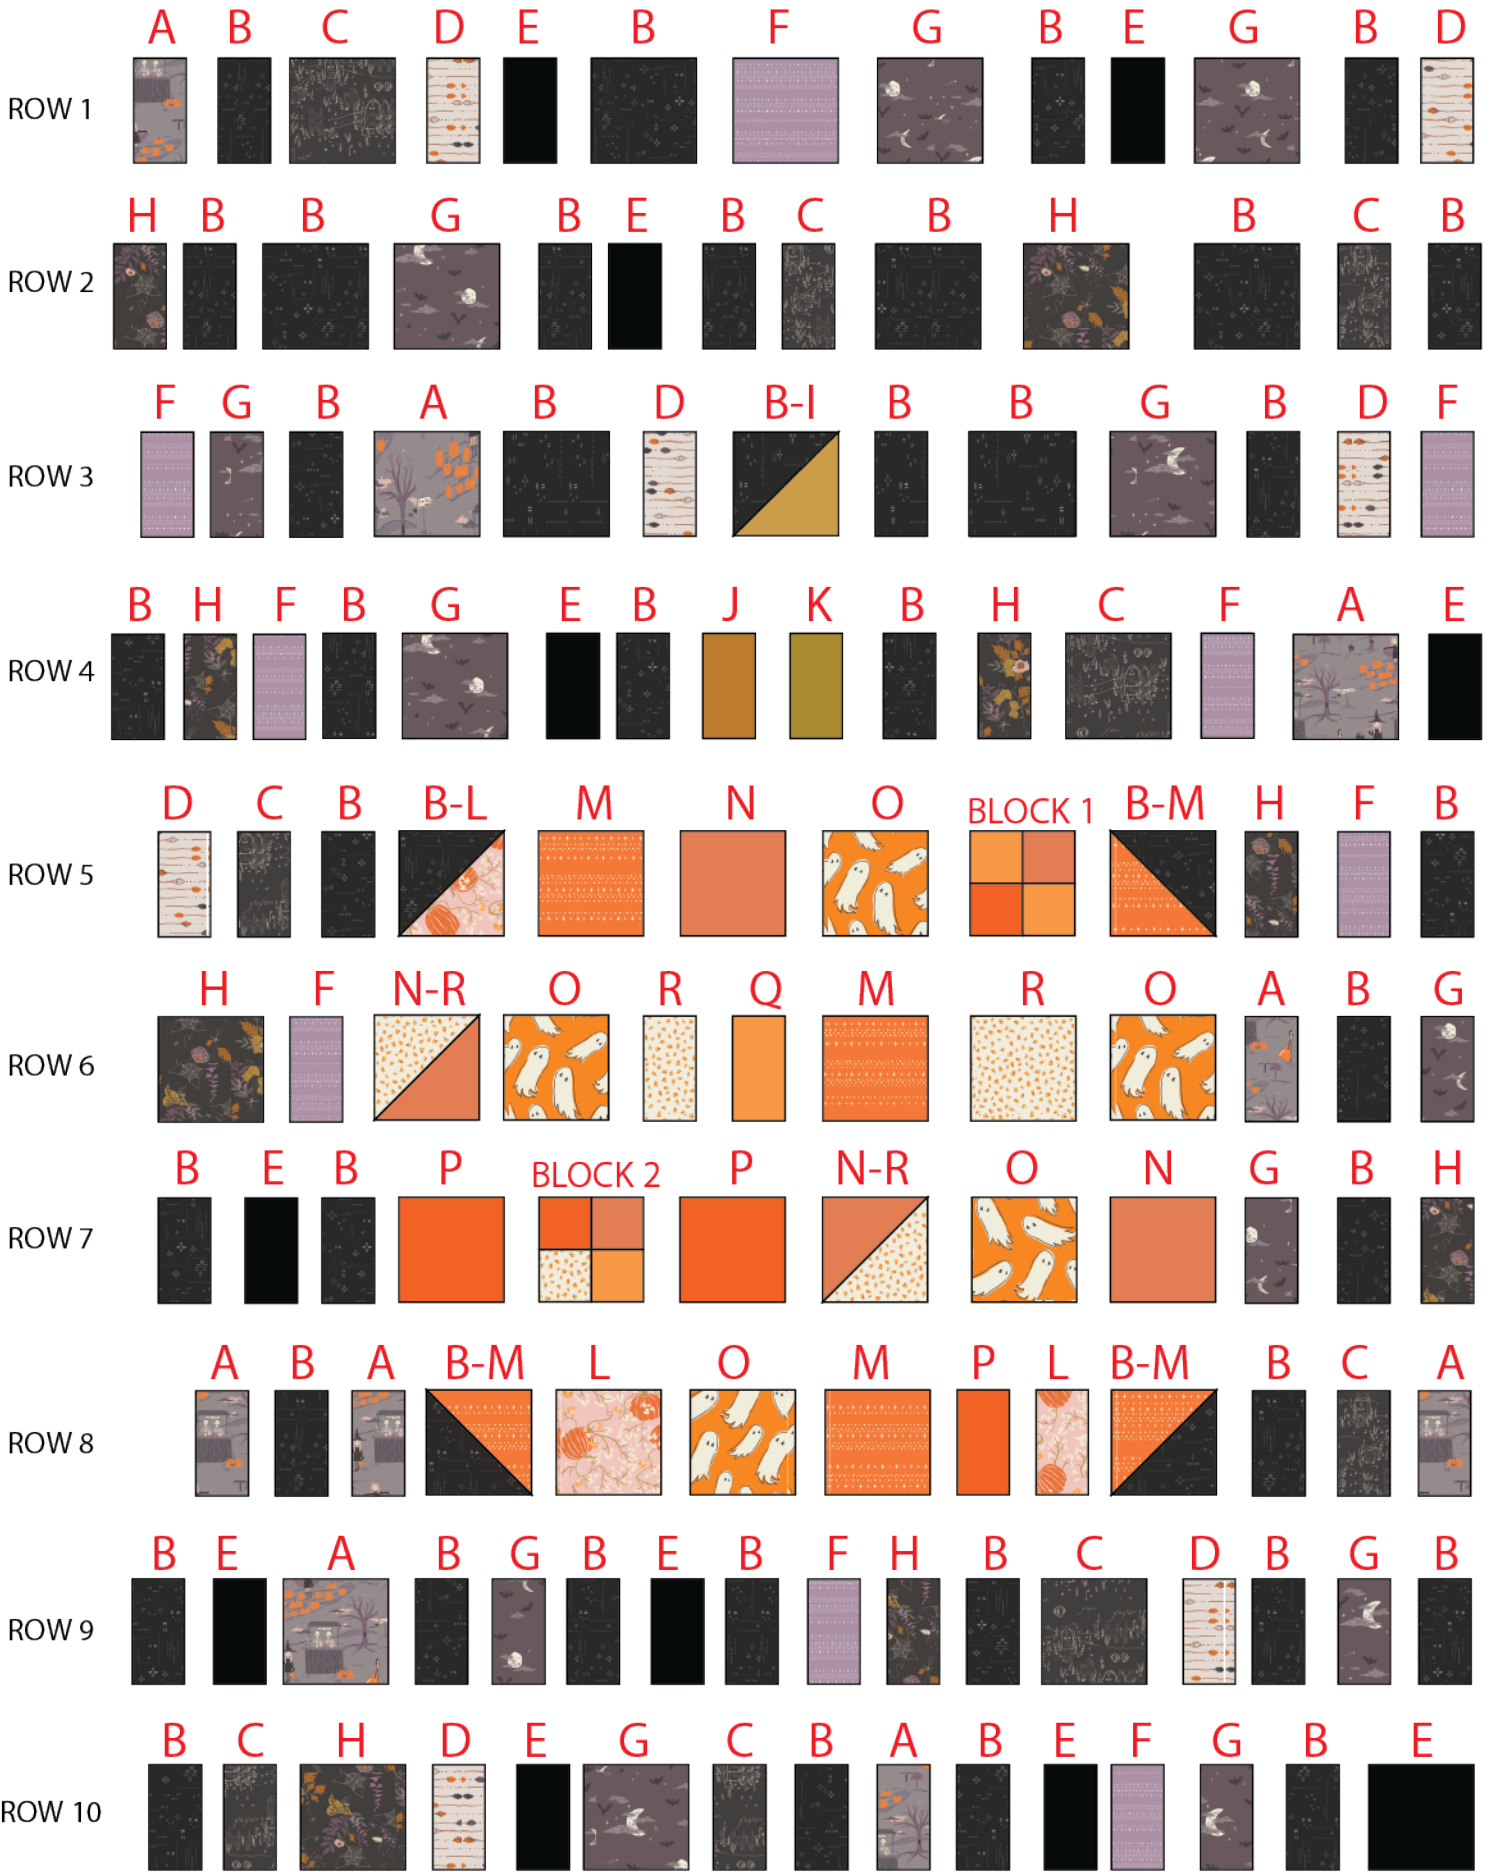 A B C D E B F G B E G B D
ROW 1
H B B G B E B C B H B C B
ROW 2
F G B A B D B-I B B G B D F
ROW 3
B H F B G E B J K B H C F A E
ROW 4
D C B B-L M N O BLOCK 1 B-M H F B
ROW 5
H F N-R O R Q M R O A B G
ROW 6
B E B P BLOCK 2 P N-R O N G B H
ROW 7
A B A B-M L O M P L B-M B C A
ROW 8
B E A B G B E B F H B C D B G B
ROW 9
B C H D E G C B A B E F G B E
ROW 10